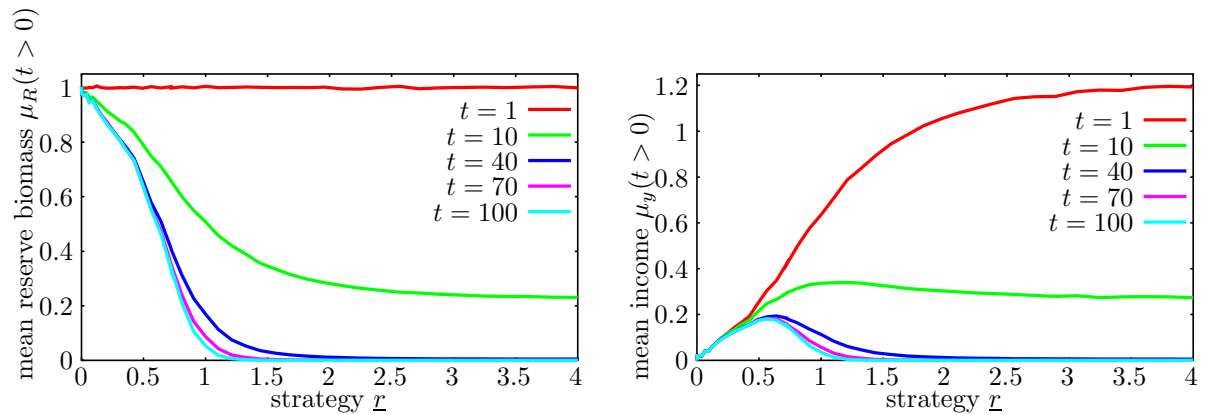 mean reserve biomass μ_R(t > 0)
1
0.8
0.6
0.4
0.2
0
0 0.5 1 1.5 2 2.5 3 3.5 4
strategy r
t = 1
t = 10
t = 40
t = 70
t = 100
mean income μ_y(t > 0)
1.2
1
0.8
0.6
0.4
0.2
0
0 0.5 1 1.5 2 2.5 3 3.5 4
strategy r
t = 1
t = 10
t = 40
t = 70
t = 100